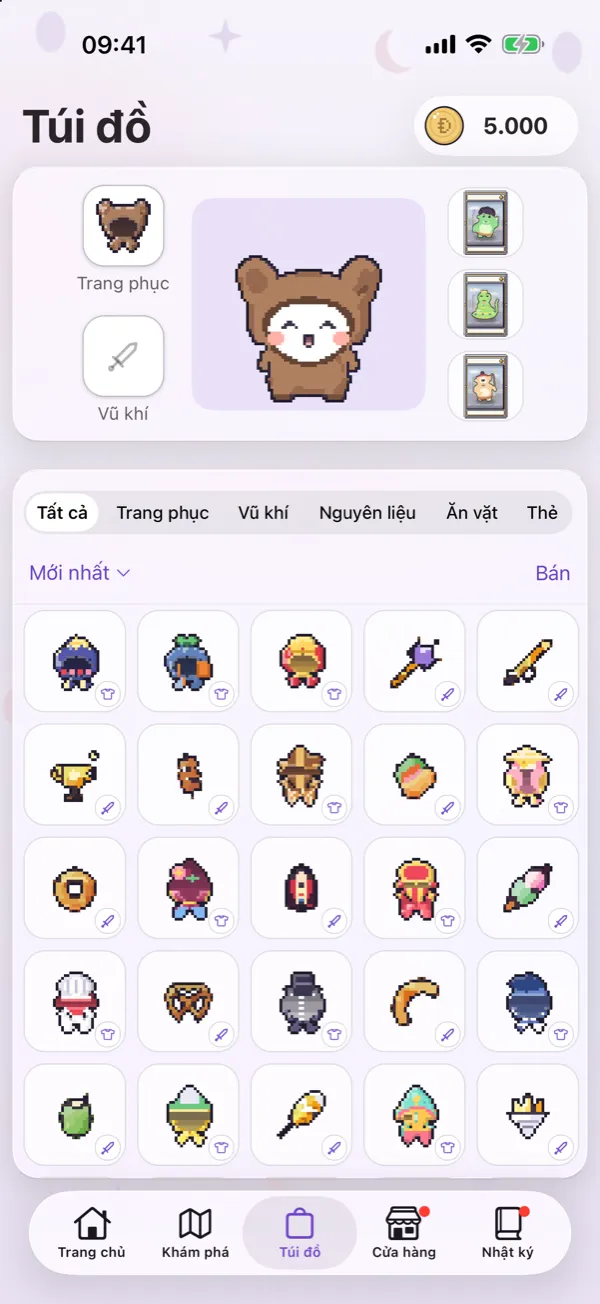 09:41
Túi đồ
5.000
Trang phục
Vũ khí
Tất cả
Trang phục
Vũ khí
Nguyên liệu
Ăn vặt
Thẻ
Mới nhất
Bán
Trang chủ
Khám phá
Túi đồ
Cửa hàng
Nhật ký